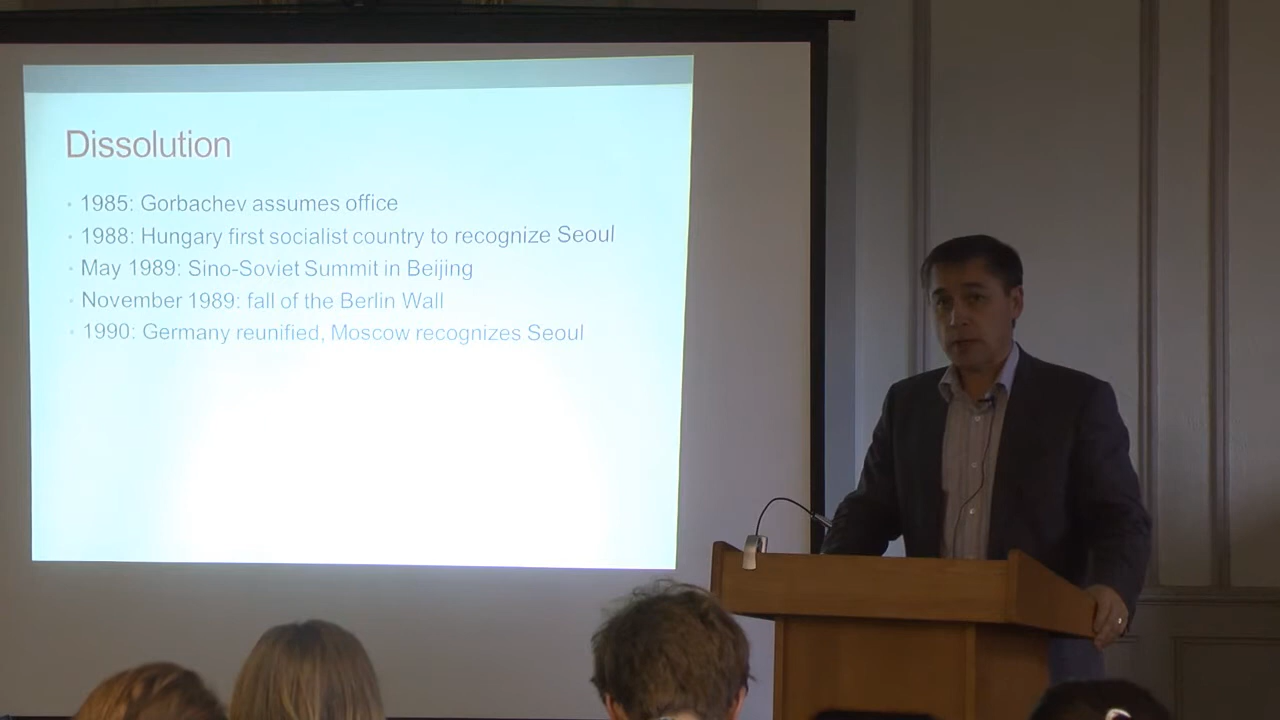 Dissolution
• 1985: Gorbachev assumes office
• 1988: Hungary first socialist country to recognize Seoul
• May 1989: Sino-Soviet Summit in Beijing
• November 1989: fall of the Berlin Wall
• 1990: Germany reunified, Moscow recognizes Seoul